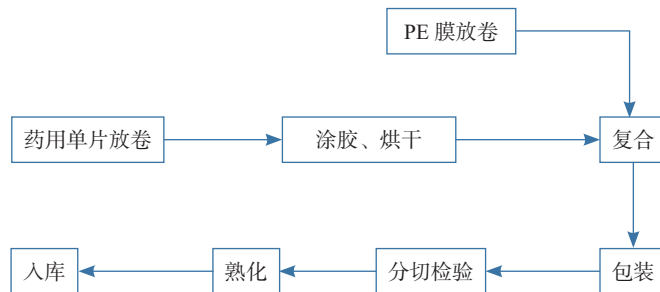 PE 膜放卷
药用单片放卷
涂胶、烘干
复合
入库
熟化
分切检验
包装